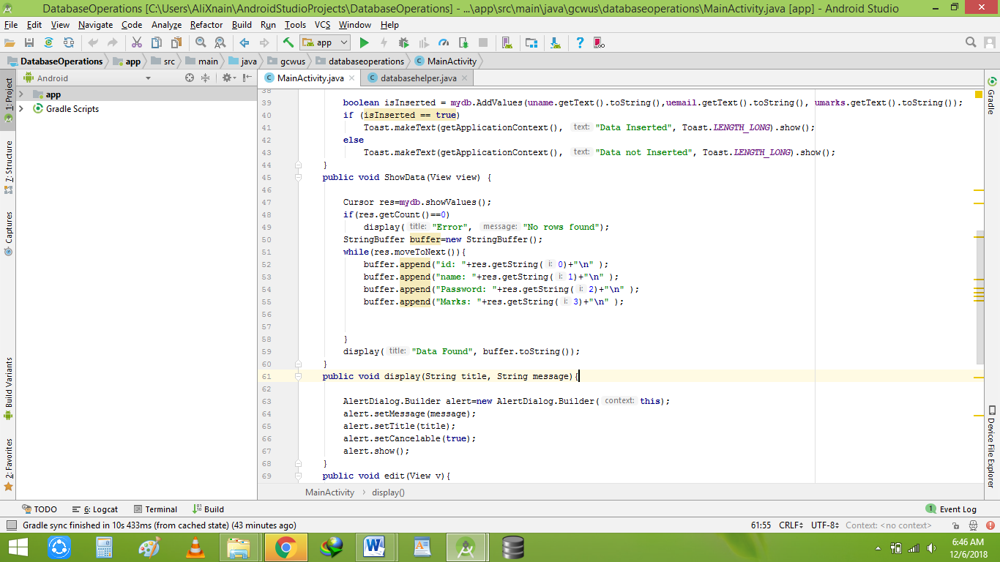 DatabaseOperations [C:\Users\AliXnain\AndroidStudioProjects\DatabaseOperations] - ...\app\src\main\java\gcwus\databaseoperations\MainActivity.java [app] - Android Studio
File Edit View Navigate Code Analyze Refactor Build Run Tools VCS Window Help
app
DatabaseOperations app src main java gcwus databaseoperations MainActivity
Android
MainActivity.java databasehelper.java
1: Project
7: Structure
Captures
Build Variants
2: Favorites
app
Gradle Scripts
38
39 boolean isInserted = mydb.AddValues(uname.getText().toString(),uemail.getText().toString(), umarks.getText().toString());
40 if (isInserted == true)
41 Toast.makeText(getApplicationContext(), text: "Data Inserted", Toast.LENGTH_LONG).show();
42 else
43 Toast.makeText(getApplicationContext(), text: "Data not Inserted", Toast.LENGTH_LONG).show();
44 }
45 public void ShowData(View view) {
46
47 Cursor res=mydb.showValues();
48 if(res.getCount()==0)
49 display( title: "Error", message: "No rows found");
50 StringBuffer buffer=new StringBuffer();
51 while(res.moveToNext()){
52 buffer.append("id: "+res.getString( i: 0)+"\n" );
53 buffer.append("name: "+res.getString( i: 1)+"\n" );
54 buffer.append("Password: "+res.getString( i: 2)+"\n" );
55 buffer.append("Marks: "+res.getString( i: 3)+"\n" );
56
57
58 }
59 display( title: "Data Found", buffer.toString());
60 }
61 public void display(String title, String message){
62
63 AlertDialog.Builder alert=new AlertDialog.Builder( context: this);
64 alert.setMessage(message);
65 alert.setTitle(title);
66 alert.setCancelable(true);
67 alert.show();
68 }
69 public void edit(View v){
Gradle
Device File Explorer
MainActivity display()
TODO 6: Logcat Terminal Build 1 Event Log
Gradle sync finished in 10s 433ms (from cached state) (43 minutes ago) 61:55 CRLF UTF-8 Context: <no context>
6:46 AM
12/6/2018